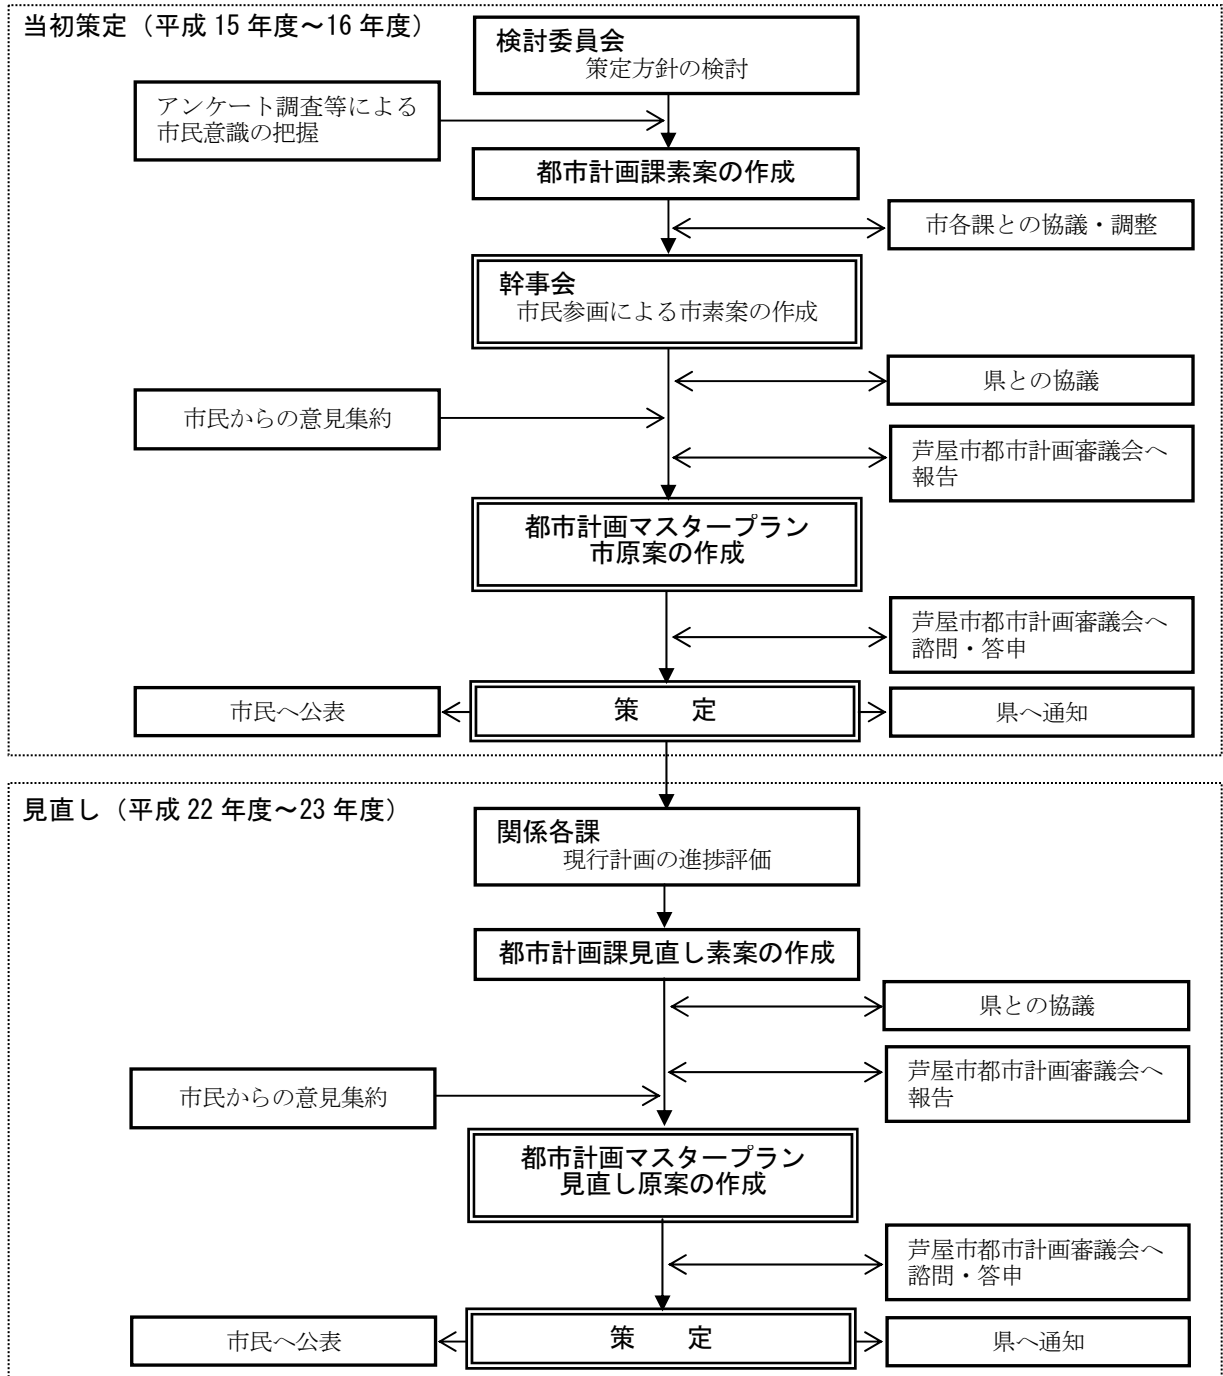 当初策定（平成 15 年度～16 年度）
検討委員会
策定方針の検討
アンケート調査等による
市民意識の把握
都市計画課素案の作成
市各課との協議・調整
幹事会
市民参画による市素案の作成
県との協議
市民からの意見集約
芦屋市都市計画審議会へ
報告
都市計画マスタープラン
市原案の作成
芦屋市都市計画審議会へ
諮問・答申
市民へ公表
策　定
県へ通知
見直し（平成 22 年度～23 年度）
関係各課
現行計画の進捗評価
都市計画課見直し素案の作成
県との協議
芦屋市都市計画審議会へ
報告
市民からの意見集約
都市計画マスタープラン
見直し原案の作成
芦屋市都市計画審議会へ
諮問・答申
市民へ公表
策　定
県へ通知